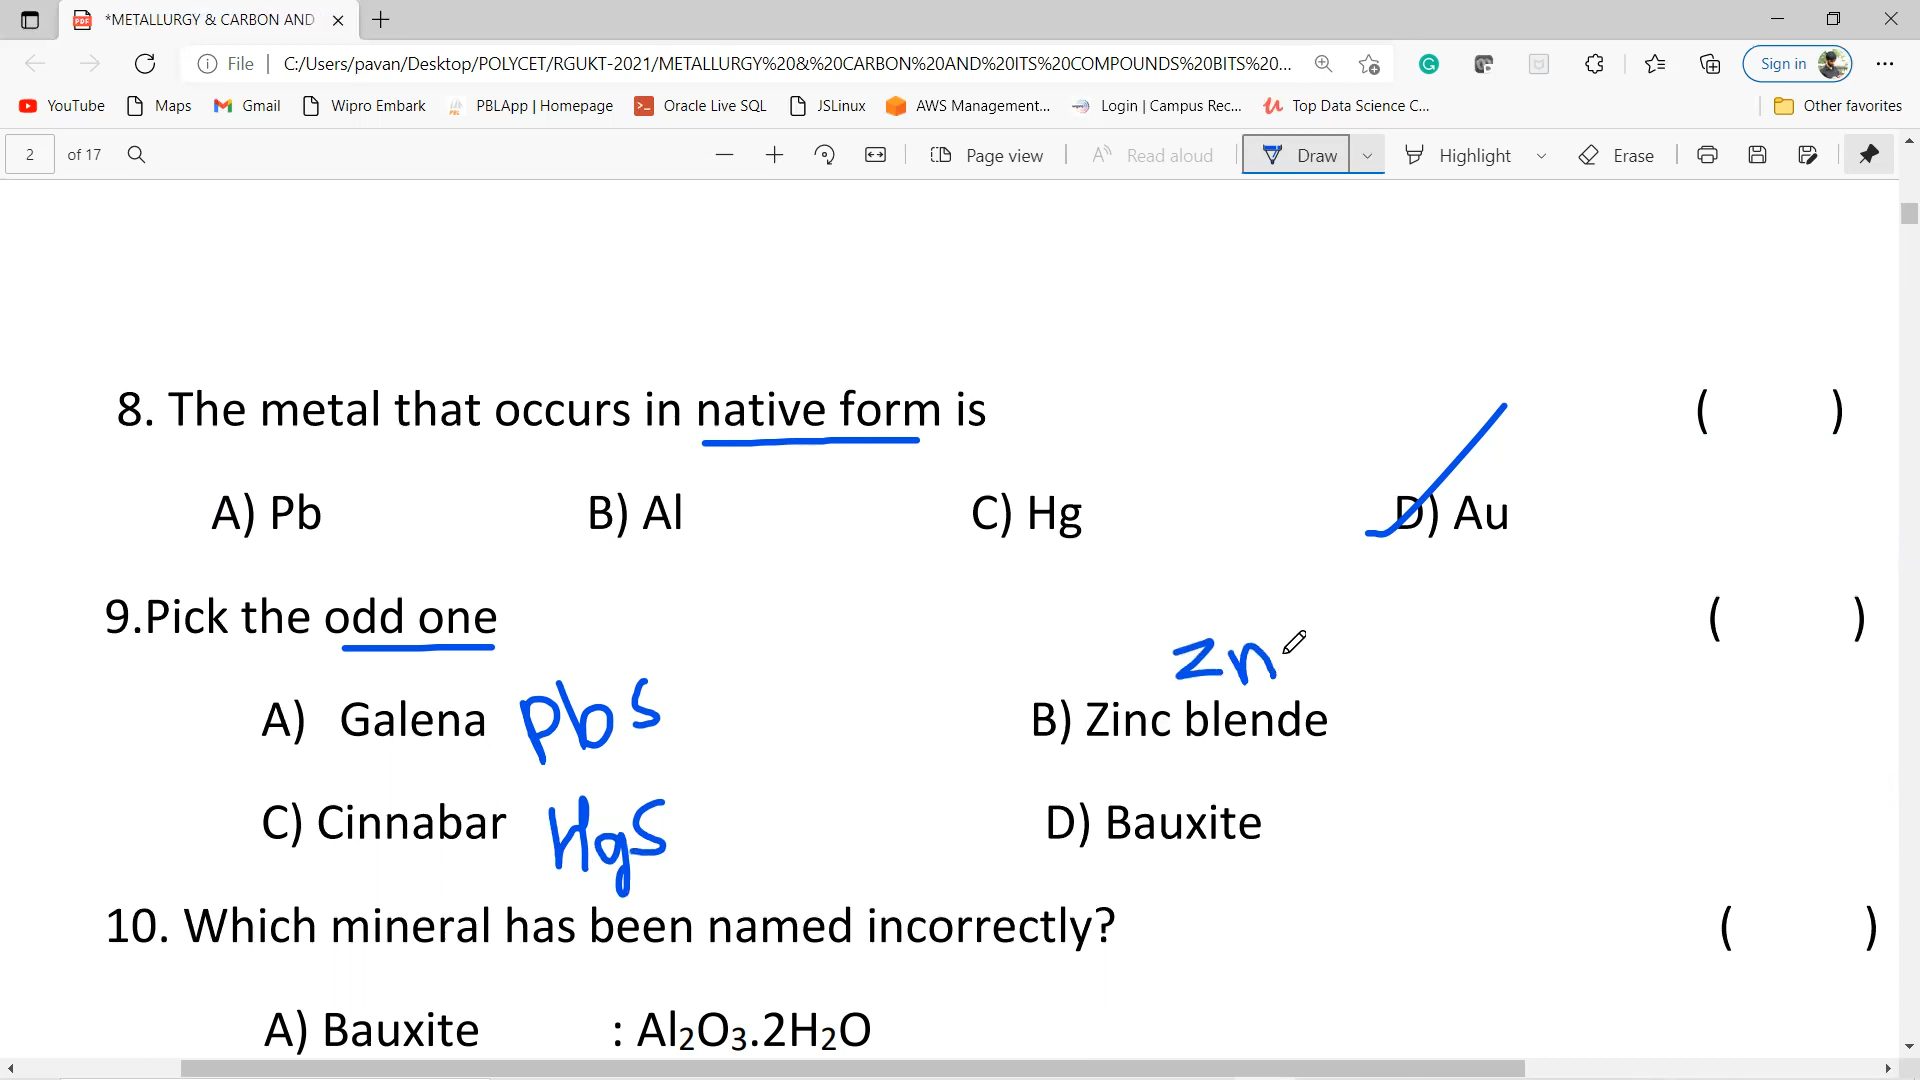 *METALLURGY & CARBON AND
File C:/Users/pavan/Desktop/POLYCET/RGUKT-2021/METALLURGY%20&%20CARBON%20AND%20ITS%20COMPOUNDS%20BITS%20... Sign in
YouTube Maps Gmail Wipro Embark PBLApp | Homepage Oracle Live SQL JSLinux AWS Management... Login | Campus Rec... Top Data Science C... Other favorites
2 of 17 Page view Read aloud Draw Highlight Erase
8. The metal that occurs in native form is ( )
A) Pb B) Al C) Hg D) Au
9.Pick the odd one ( )
zn
A) Galena PbS B) Zinc blende
C) Cinnabar HgS D) Bauxite
10. Which mineral has been named incorrectly? ( )
A) Bauxite : Al₂O₃.2H₂O